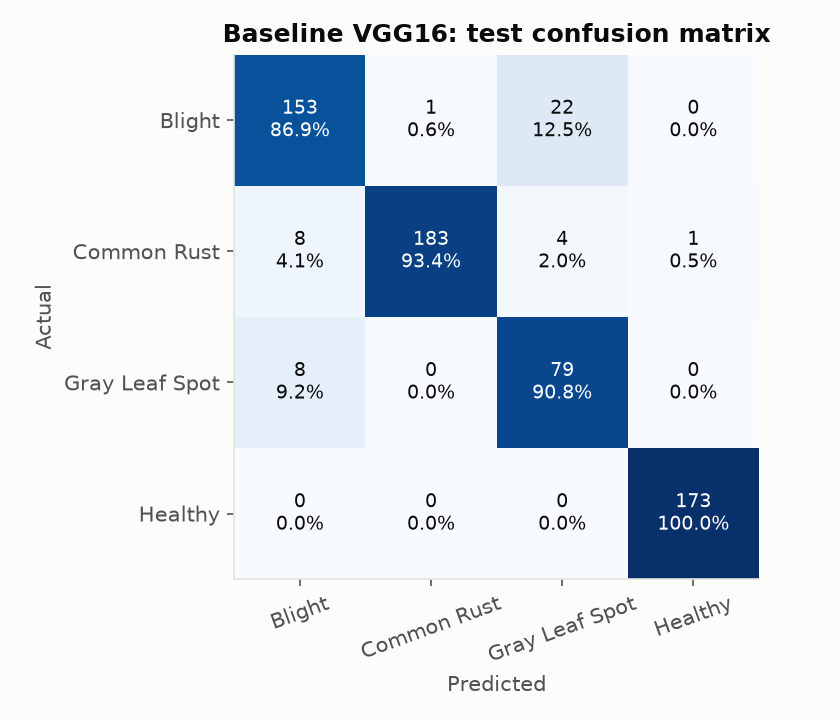 Baseline VGG16: test confusion matrix
Actual
Blight
153
86.9%
1
0.6%
22
12.5%
0
0.0%
Common Rust
8
4.1%
183
93.4%
4
2.0%
1
0.5%
Gray Leaf Spot
8
9.2%
0
0.0%
79
90.8%
0
0.0%
Healthy
0
0.0%
0
0.0%
0
0.0%
173
100.0%
Blight
Common Rust
Gray Leaf Spot
Healthy
Predicted